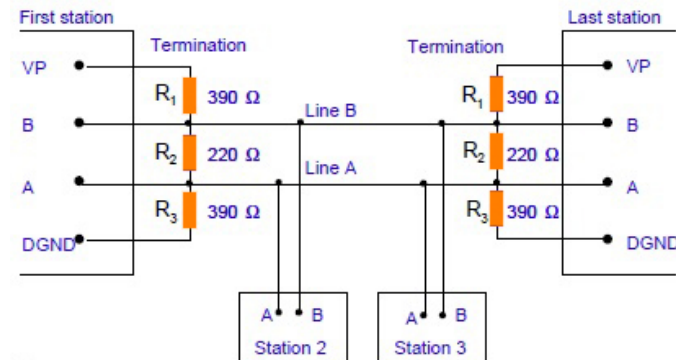 First station
Last station
Termination
Termination
VP
VP
R1 390 Ω
R1 390 Ω
Line B
B
B
R2 220 Ω
R2 220 Ω
Line A
A
A
R3 390 Ω
R3 390 Ω
DGND
DGND
A B
A B
Station 2
Station 3